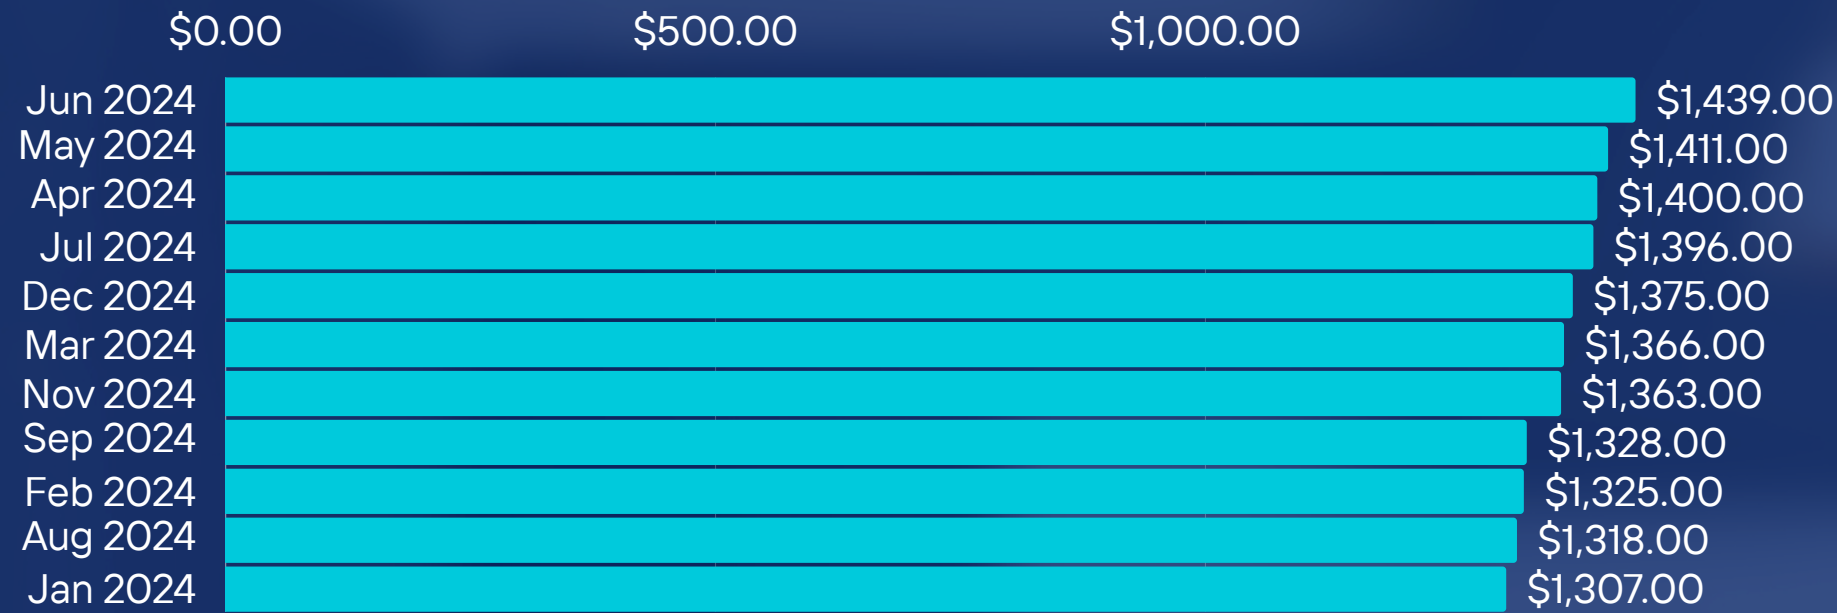 $0.00 $500.00 $1,000.00
Jun 2024 $1,439.00
May 2024 $1,411.00
Apr 2024 $1,400.00
Jul 2024 $1,396.00
Dec 2024 $1,375.00
Mar 2024 $1,366.00
Nov 2024 $1,363.00
Sep 2024 $1,328.00
Feb 2024 $1,325.00
Aug 2024 $1,318.00
Jan 2024 $1,307.00